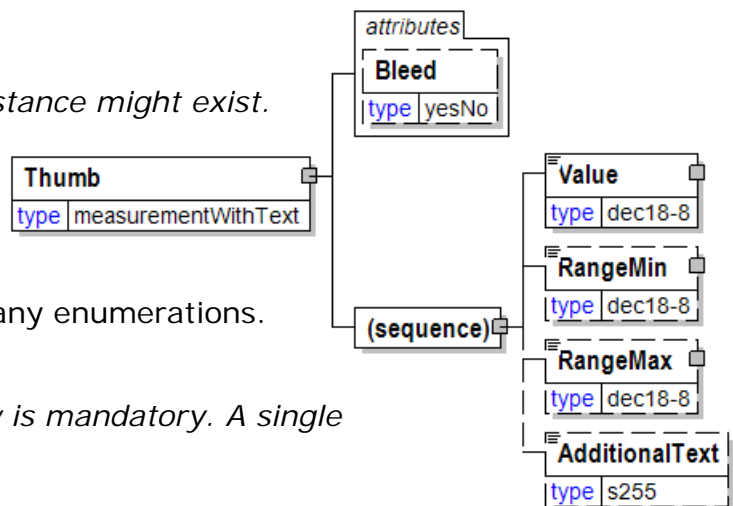 attributes
Bleed
type yesNo
stance might exist.
Thumb
type measurementWithText
Value
type dec18-8
RangeMin
type dec18-8
any enumerations.
(sequence)
RangeMax
type dec18-8
is mandatory. A single
AdditionalText
type s255